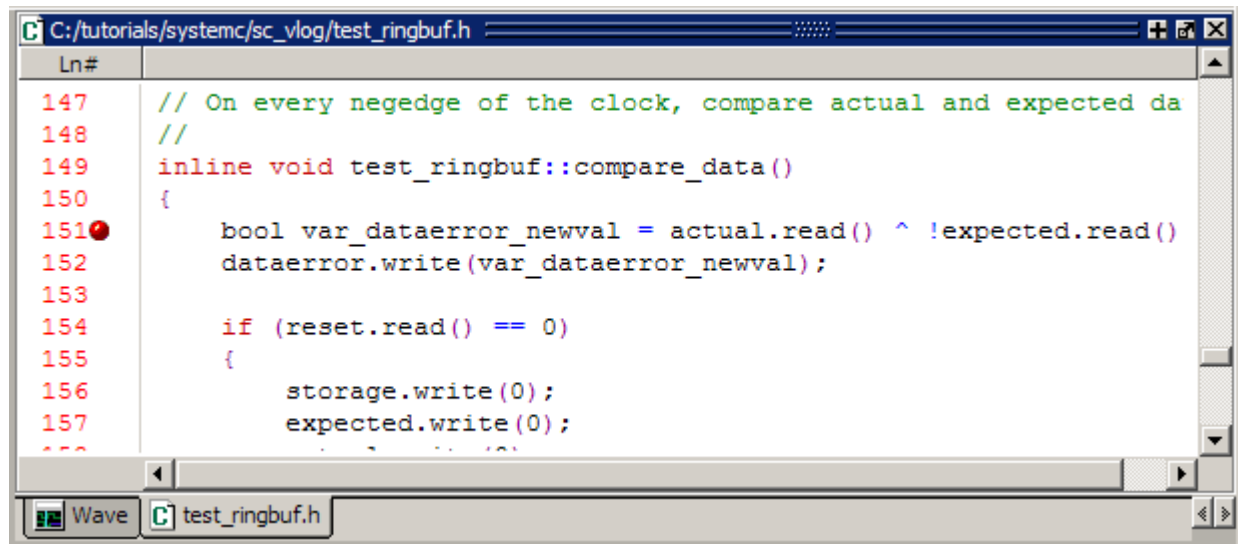 C:/tutorials/systemc/sc_vlog/test_ringbuf.h
Ln#
147 // On every negedge of the clock, compare actual and expected da
148 //
149 inline void test_ringbuf::compare_data()
150 {
151 bool var_dataerror_newval = actual.read() ^ !expected.read()
152 dataerror.write(var_dataerror_newval);
153
154 if (reset.read() == 0)
155 {
156 storage.write(0);
157 expected.write(0);
Wave test_ringbuf.h